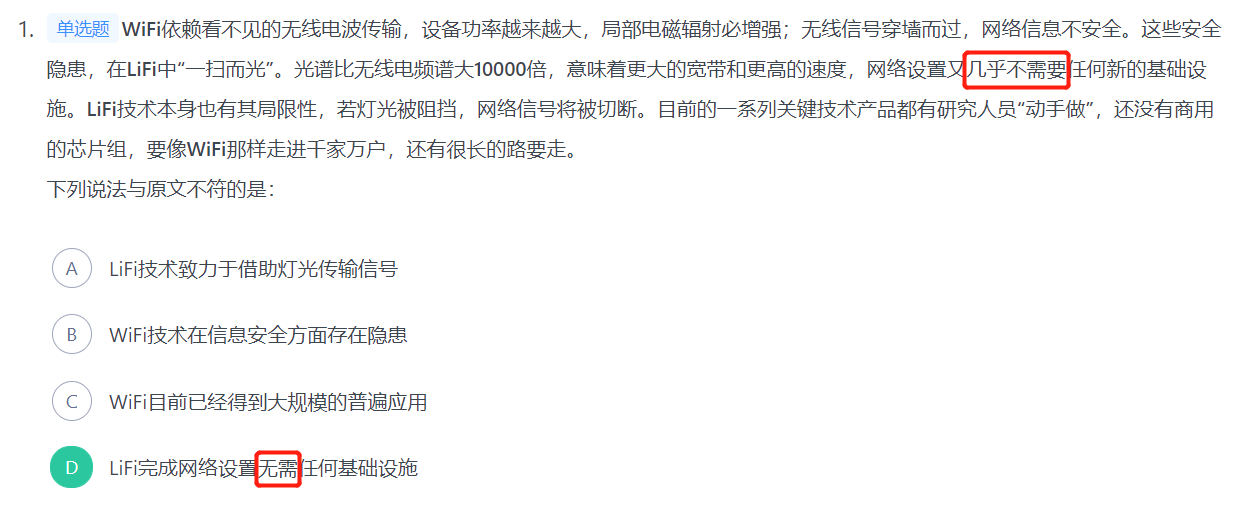 1. 单选题 WiFi依赖看不见的无线电波传输，设备功率越来越大，局部电磁辐射必增强；无线信号穿墙而过，网络信息不安全。这些安全
隐患，在LiFi中“一扫而光”。光谱比无线电频谱大10000倍，意味着更大的宽带和更高的速度，网络设置又几乎不需要任何新的基础设
施。LiFi技术本身也有其局限性，若灯光被阻挡，网络信号将被切断。目前的一系列关键技术产品都有研究人员“动手做”，还没有商用
的芯片组，要像WiFi那样走进千家万户，还有很长的路要走。
下列说法与原文不符的是：
A LiFi技术致力于借助灯光传输信号
B WiFi技术在信息安全方面存在隐患
C WiFi目前已经得到大规模的普遍应用
D LiFi完成网络设置无需任何基础设施